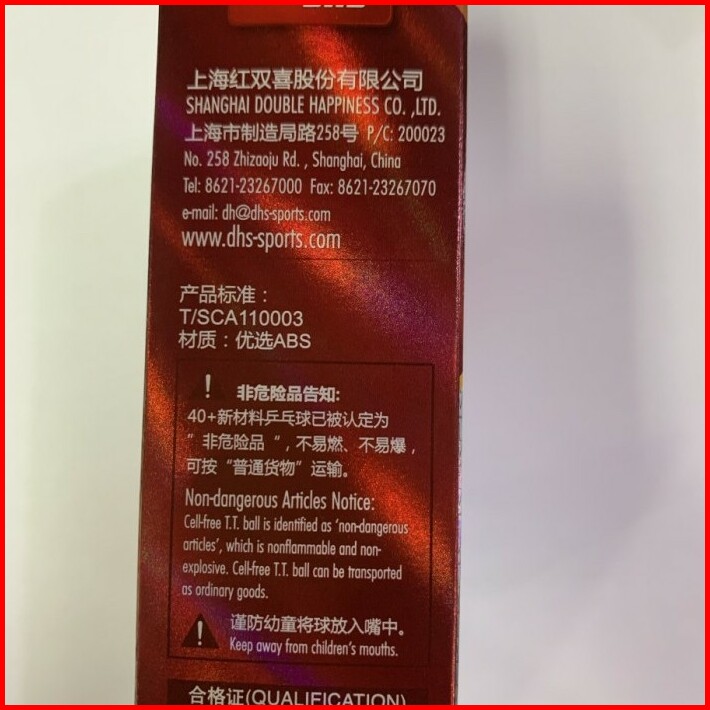 上海红双喜股份有限公司
SHANGHAI DOUBLE HAPPINESS CO. ,LTD.
上海市制造局路258号 P/C: 200023
No. 258 Zhizaoju Rd. , Shanghai, China
Tel: 8621-23267000 Fax: 8621-23267070
e-mail: dh@dhs-sports.com
www.dhs-sports.com
产品标准：
T/SCA110003
材质：优选ABS
! 非危险品告知:
40+新材料乒乓球已被认定为
”非危险品“，不易燃、不易爆，
可按“普通货物”运输。
Non-dangerous Articles Notice:
Cell-free T.T. ball is identified as ‘non-dangerous
articles’, which is nonflammable and non-
explosive. Cell-free T.T. ball can be transported
as ordinary goods.
谨防幼童将球放入嘴中。
! Keep away from children’s mouths.
合格证(QUALIFICATION)